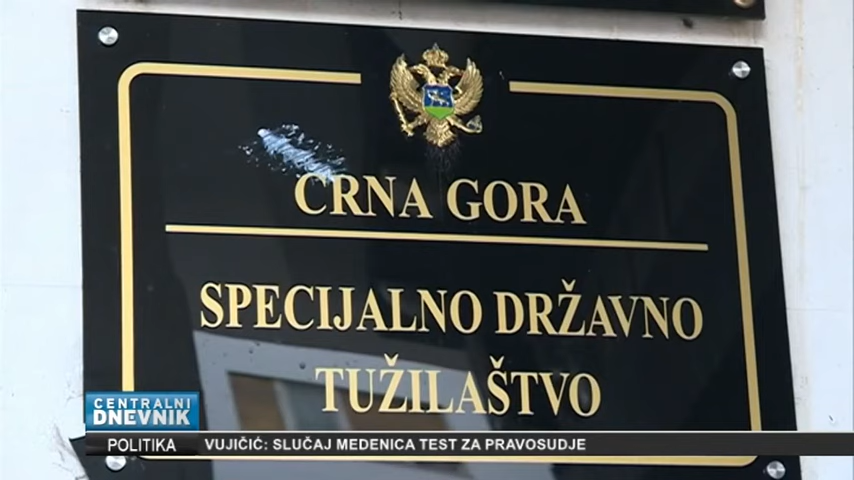 CRNA GORA
SPECIJALNO DRŽAVNO
TUŽILAŠTVO
CENTRALNI
DNEVNIK
POLITIKA VUJIČIĆ: SLUČAJ MEDENICA TEST ZA PRAVOSUDJE